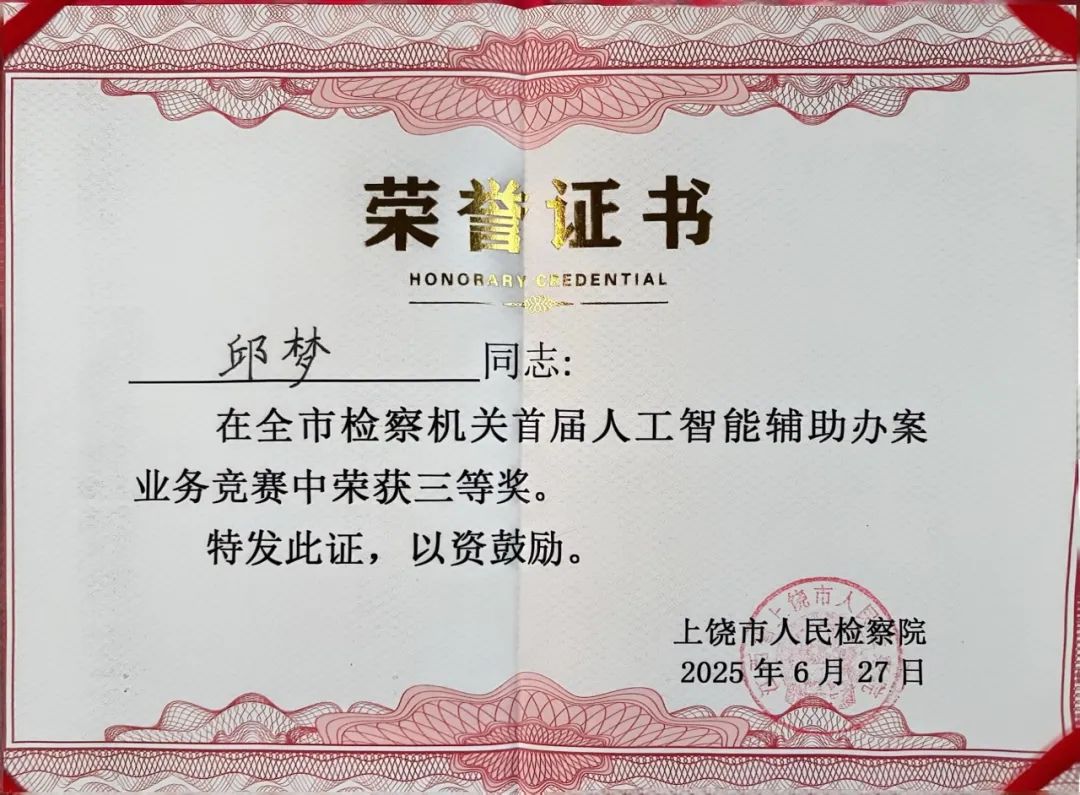 荣誉证书
HONORARY CREDENTIAL
邱梦 同志:
在全市检察机关首届人工智能辅助办案
业务竞赛中荣获三等奖。
特发此证，以资鼓励。
上饶市人民检察院
2025年6月27日